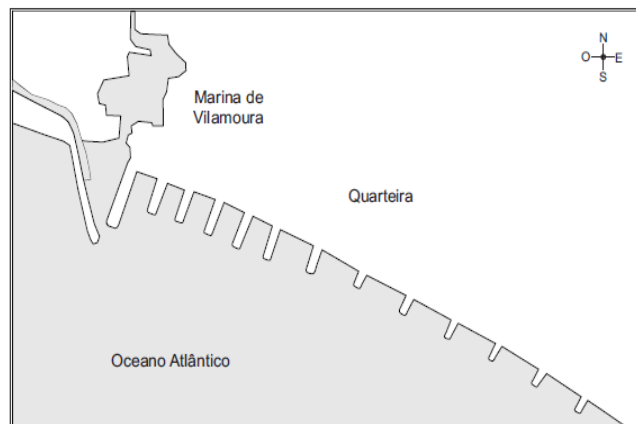 N
O E
S
Marina de
Vilamoura
Quarteira
Oceano Atlântico